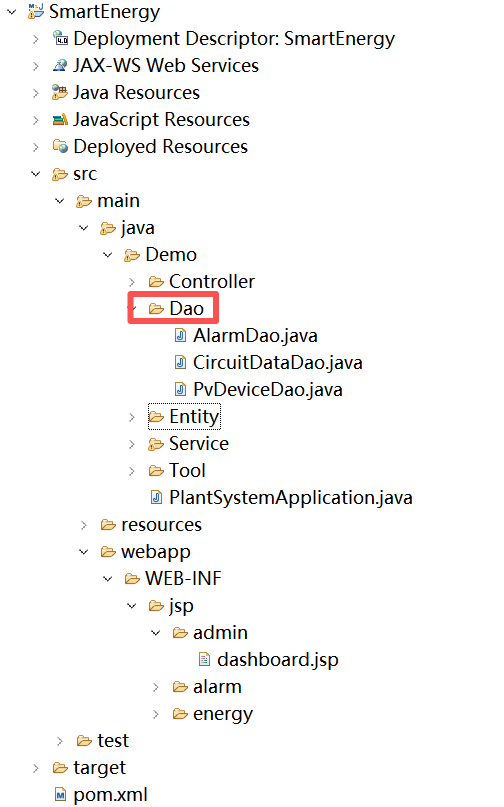 SmartEnergy
Deployment Descriptor: SmartEnergy
JAX-WS Web Services
Java Resources
JavaScript Resources
Deployed Resources
src
main
java
Demo
Controller
Dao
AlarmDao.java
CircuitDataDao.java
PvDeviceDao.java
Entity
Service
Tool
PlantSystemApplication.java
resources
webapp
WEB-INF
jsp
admin
dashboard.jsp
alarm
energy
test
target
pom.xml